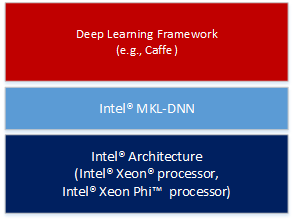 Deep Learning Framework
(e.g., Caffe)
Intel® MKL-DNN
Intel® Architecture
(Intel® Xeon® processor,
Intel® Xeon Phi™ processor)